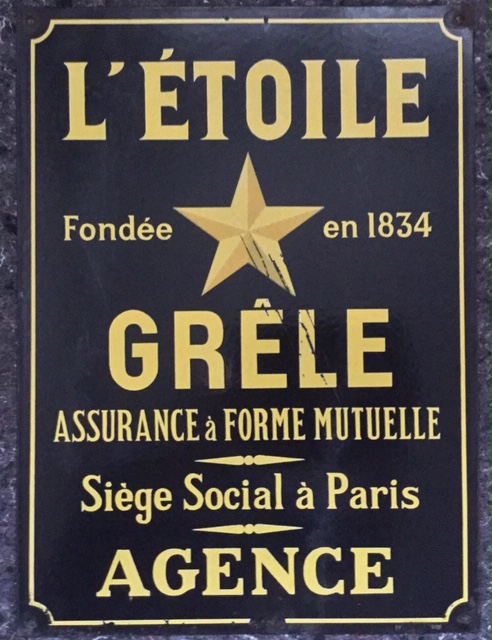 L'ÉTOILE
Fondée en 1834
GRÊLE
ASSURANCE à FORME MUTUELLE
Siège Social à Paris
AGENCE